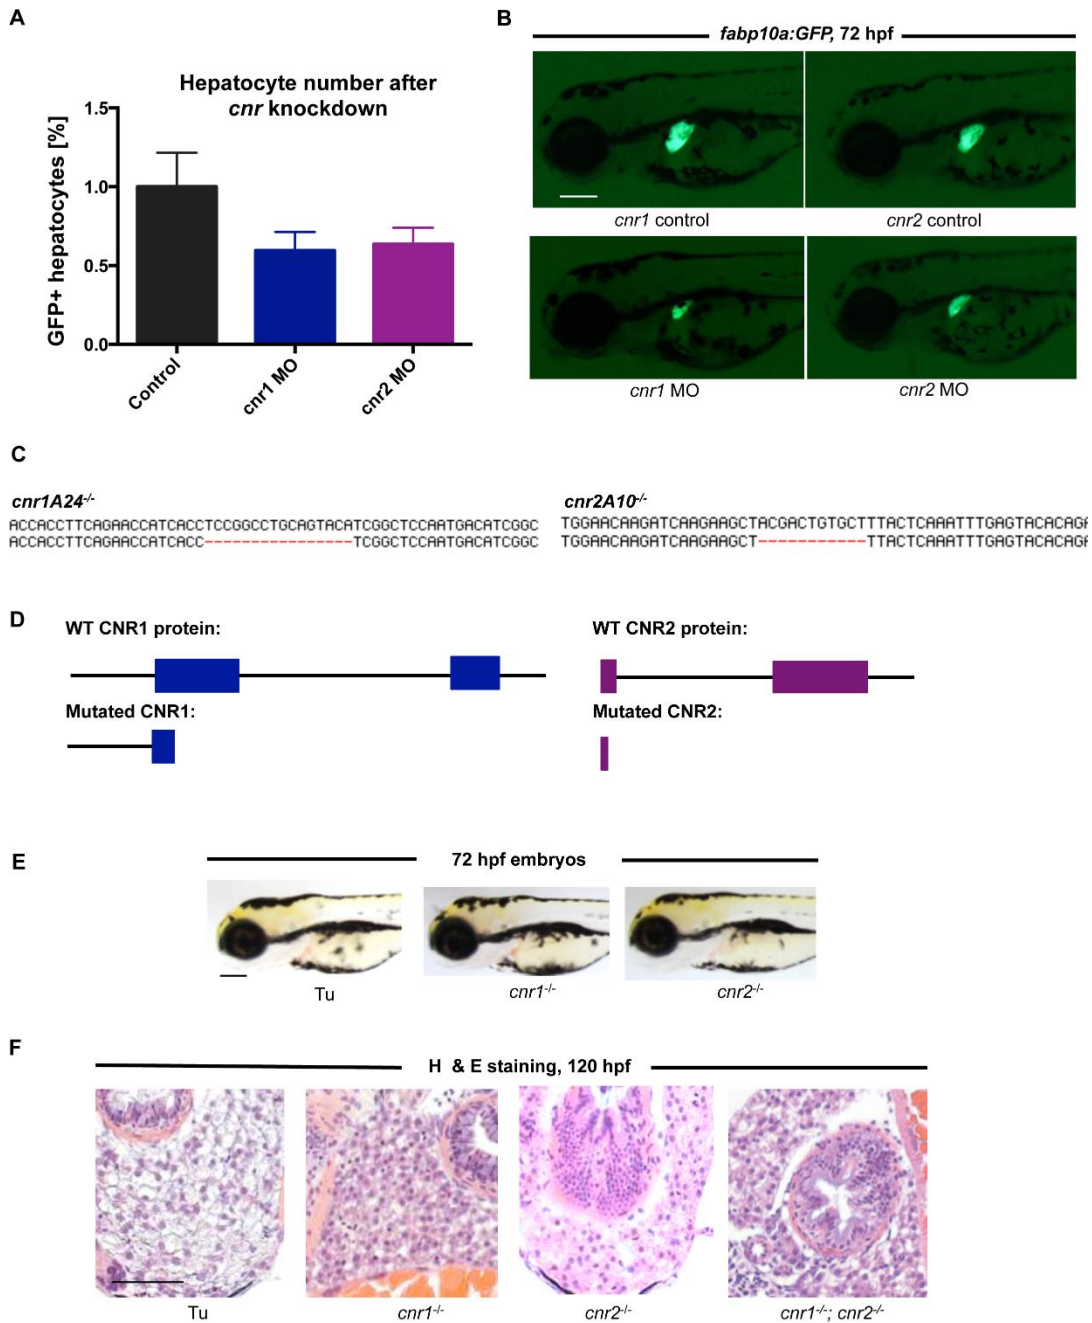 A
Hepatocyte number after
cnr knockdown
GFP+ hepatocytes [%]
1.5
1.0
0.5
0.0
Control
cnr1 MO
cnr2 MO
B
fabp10a:GFP, 72 hpf
cnr1 control
cnr2 control
cnr1 MO
cnr2 MO
C
cnr1A24-/-
ACCACCTTCAGAACCATCACCTCCGGCCTGCAGTACATCGGCTCCAATGACATCGGC
ACCACCTTCAGAACCATCACC----------------TCGGCTCCAATGACATCGGC
cnr2A10-/-
TGGAACAAGATCAAGAAGCTACGACTGTGCTTTACTCAAATTTGAGTACACAGA
TGGAACAAGATCAAGAAGCT-----------TTACTCAAATTTGAGTACACAGA
D
WT CNR1 protein:
WT CNR2 protein:
Mutated CNR1:
Mutated CNR2:
E
72 hpf embryos
Tu
cnr1-/-
cnr2-/-
F
H & E staining, 120 hpf
Tu
cnr1-/-
cnr2-/-
cnr1-/-; cnr2-/-